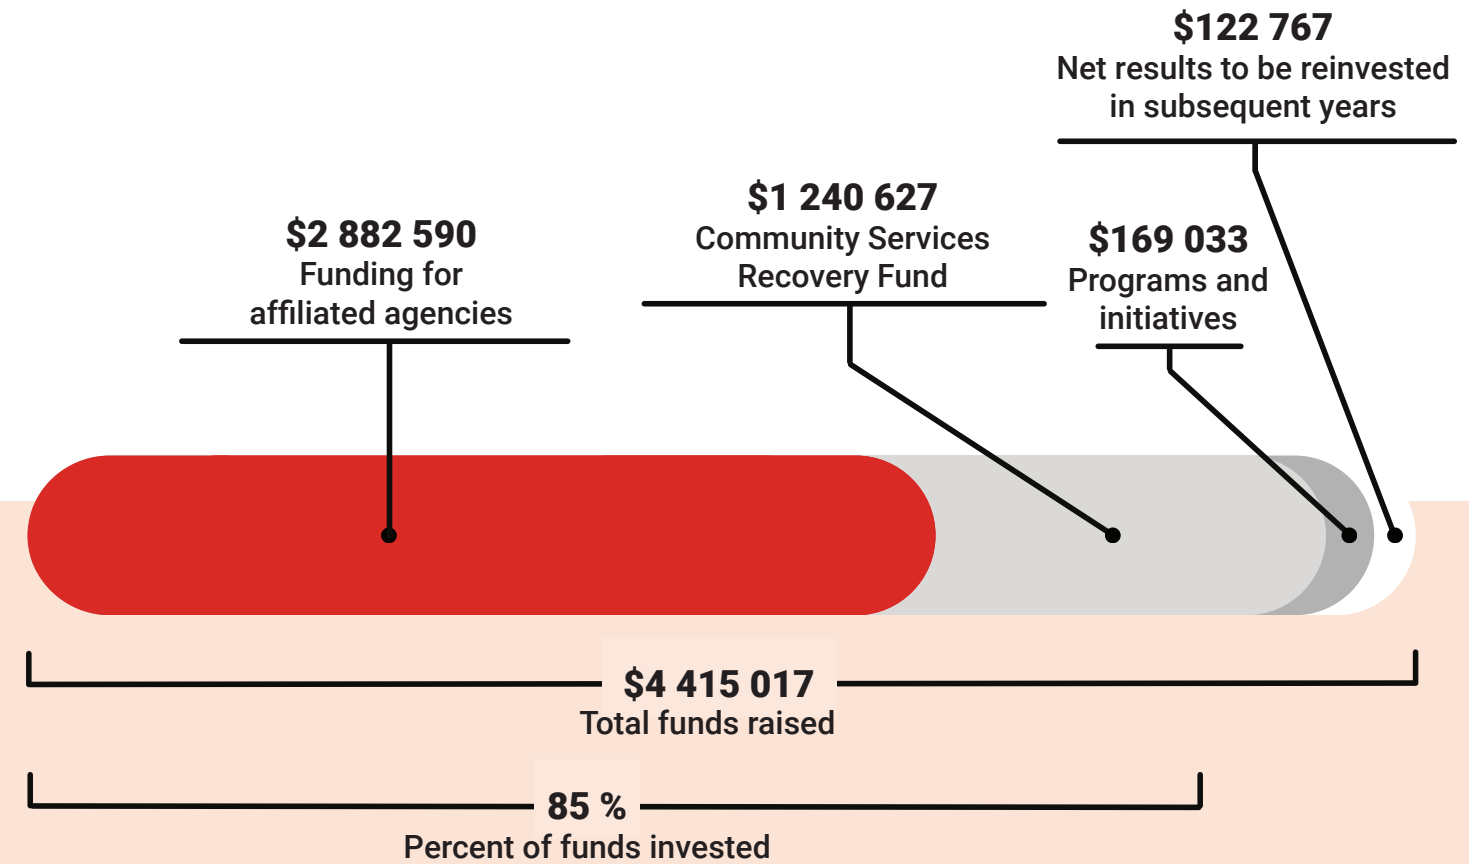 $122 767
Net results to be reinvested
in subsequent years
$2 882 590
Funding for
affiliated agencies
$1 240 627
Community Services
Recovery Fund
$169 033
Programs and
initiatives
$4 415 017
Total funds raised
85 %
Percent of funds invested